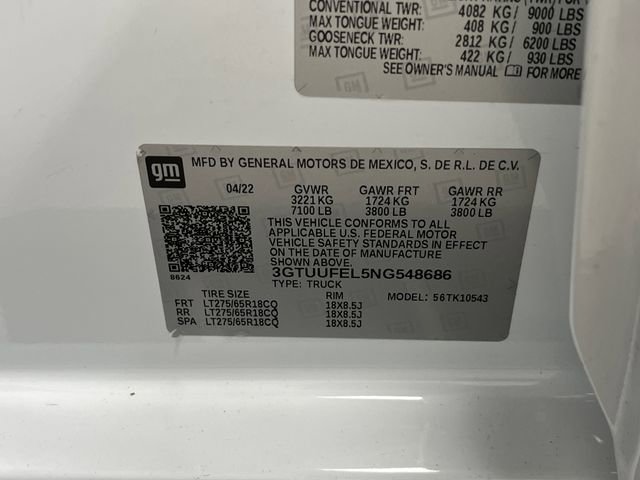 CONVENTIONAL TWR: 4082 KG/ 9000 LBS
MAX TONGUE WEIGHT: 408 KG/ 900 LBS
GOOSENECK TWR: 2812 KG/ 6200 LBS
MAX TONGUE WEIGHT: 422 KG/ 930 LBS
SEE OWNER'S MANUAL FOR MORE
gm MFD BY GENERAL MOTORS DE MEXICO, S. DE R.L. DE C.V.
04/22 GVWR GAWR FRT GAWR RR
3221 KG 1724 KG 1724 KG
7100 LB 3800 LB 3800 LB
THIS VEHICLE CONFORMS TO ALL
APPLICABLE U.S. FEDERAL MOTOR
VEHICLE SAFETY STANDARDS IN EFFECT
ON THE DATE OF MANUFACTURE
SHOWN ABOVE.
3GTUUFEL5NG548686
8624
TYPE: TRUCK
TIRE SIZE RIM MODEL: 56TK10543
FRT LT275/65R18CQ 18X8.5J
RR LT275/65R18CQ 18X8.5J
SPA LT275/65R18CQ 18X8.5J